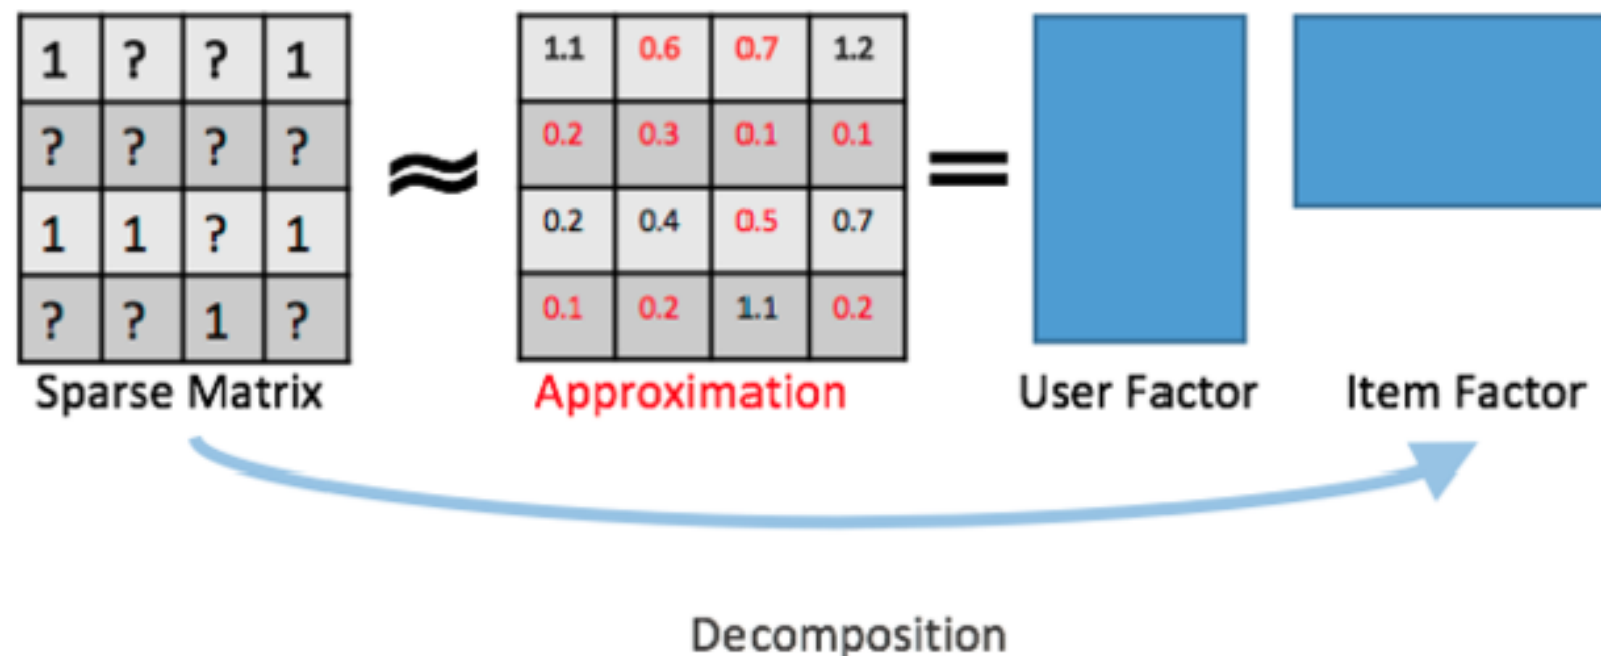 1 ? ? 1
? ? ? ?
1 1 ? 1
? ? 1 ?
Sparse Matrix
≈
1.1 0.6 0.7 1.2
0.2 0.3 0.1 0.1
0.2 0.4 0.5 0.7
0.1 0.2 1.1 0.2
Approximation
=
User Factor
Item Factor
Decomposition